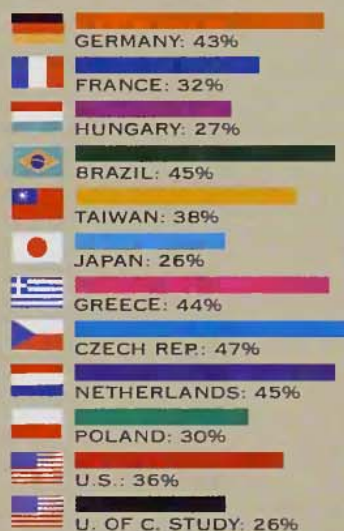 GERMANY: 43%
FRANCE: 32%
HUNGARY: 27%
BRAZIL: 45%
TAIWAN: 38%
JAPAN: 26%
GREECE: 44%
CZECH REP.: 47%
NETHERLANDS: 45%
POLAND: 30%
U.S.: 36%
U. OF C. STUDY: 26%